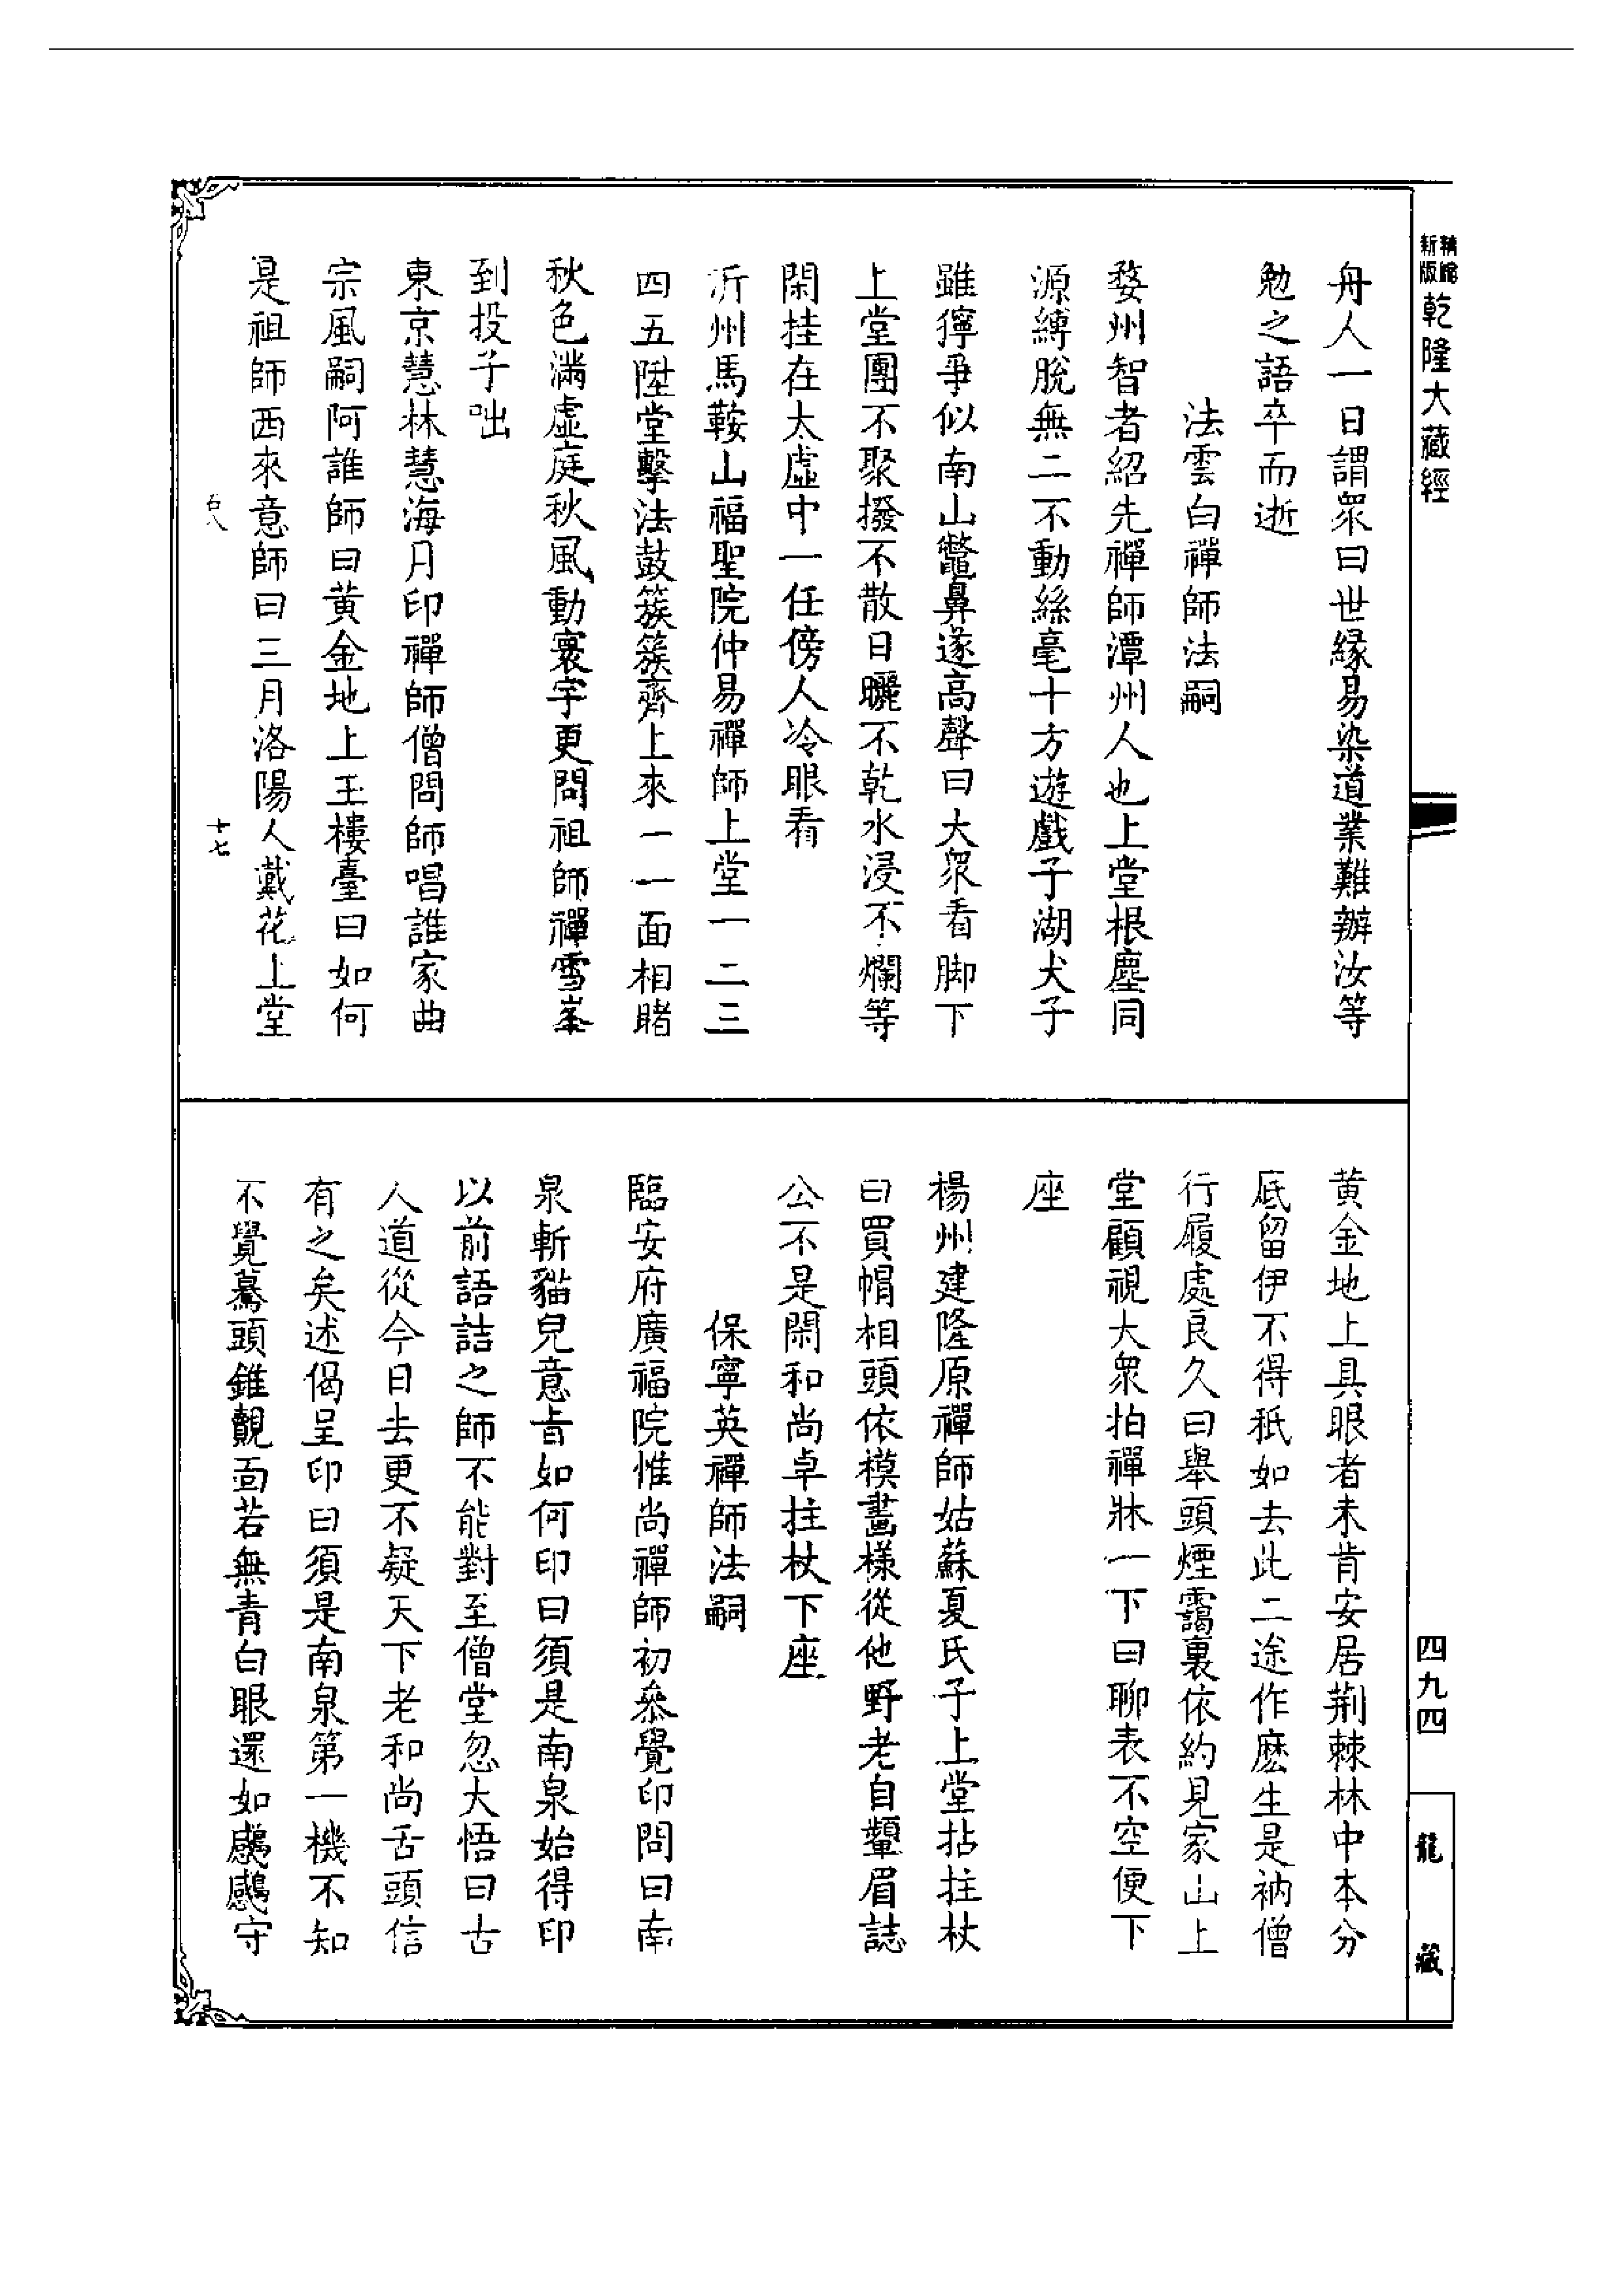 新版精縮乾隆大藏經
舟人一日謂眾曰世緣易染道業難辦汝等
勉之語卒而逝
法雲白禪師法嗣
婺州智者紹先禪師潭州人也上堂根塵同
源縛脫無二不動絲毫十方遊戲子湖犬子
雖獰爭似南山鼈鼻遂高聲曰大眾看脚下
上堂團不聚撥不散日曬不乾水浸不爛等
閑挂在太虛中一任傍人冷眼看
沂州馬鞍山福聖院仲易禪師上堂一二三
四五陞堂擊法鼓簇簇齊上來一一面相睹
秋色滿虛庭秋風動寰宇更問祖師禪雪峯
到投子咄
東京慧林慧海月印禪師僧問師唱誰家曲
宗風嗣阿誰師曰黃金地上玉樓臺曰如何
是祖師西來意師曰三月洛陽人戴花上堂
十七
黃金地上具眼者未肯安居荊棘林中本分
底留伊不得秖如去此二途作麼生是衲僧
行履處良久曰舉頭煙靄裏依約見家山上
堂顧視大眾拍禪牀一下曰聊表不空便下
座
楊州建隆原禪師姑蘇夏氏子上堂拈拄杖
曰買帽相頭依模畫樣從他野老自顰眉誌
公不是閑和尚卓拄杖下座
保寧英禪師法嗣
臨安府廣福院惟尚禪師初叅覺印問曰南
泉斬貓兒意旨如何印曰須是南泉始得印
以前語詰之師不能對至僧堂忽大悟曰古
人道從今日去更不疑天下老和尚舌頭信
有之矣述偈呈印曰須是南泉第一機不知
不覺驀頭錐覿面若無青白眼還如𪃿𪃿守
四九四
龍藏